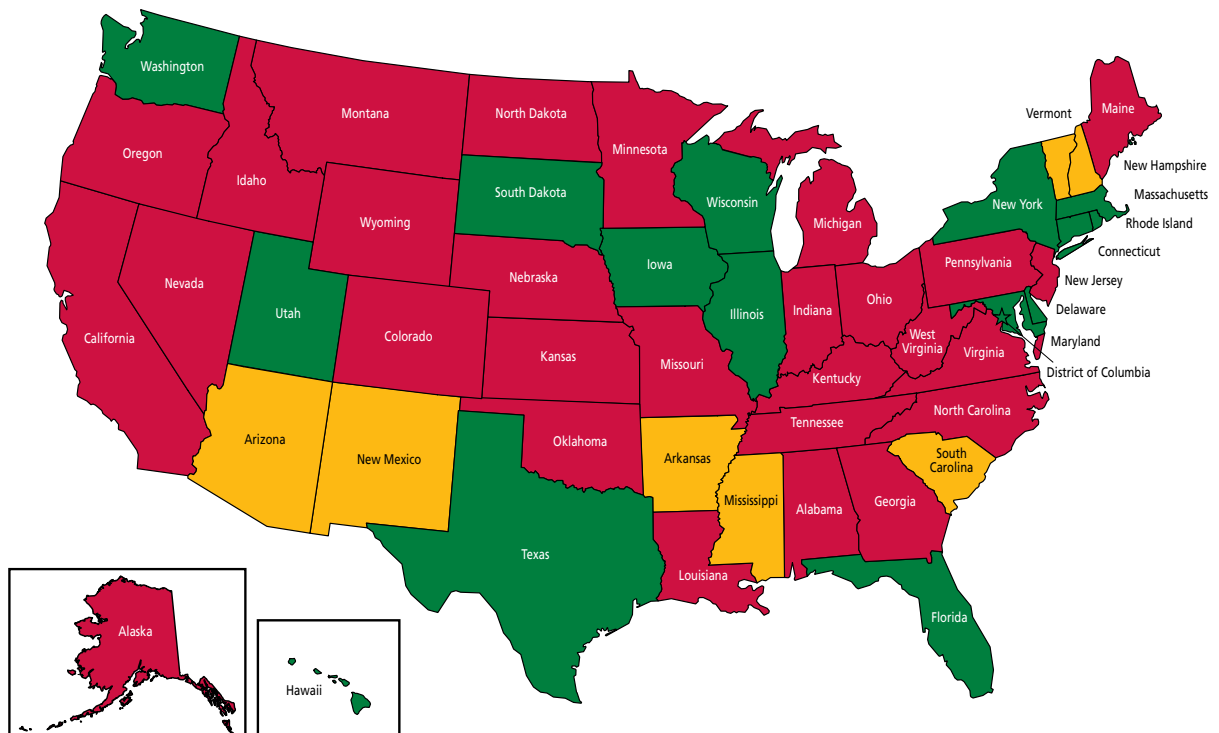 Washington
Montana
North Dakota
Minnesota
Vermont
Maine
Oregon
Idaho
New Hampshire
South Dakota
Wisconsin
Massachusetts
New York
Wyoming
Michigan
Rhode Island
Connecticut
Pennsylvania
Nebraska
Iowa
New Jersey
Nevada
Ohio
Indiana
Delaware
Utah
Illinois
California
Colorado
West
Virginia
Virginia
Maryland
Kansas
Missouri
District of Columbia
Kentucky
North Carolina
Tennessee
Arizona
New Mexico
Oklahoma
Arkansas
South
Carolina
Mississippi
Alabama
Georgia
Texas
Louisiana
Florida
Alaska
Hawaii